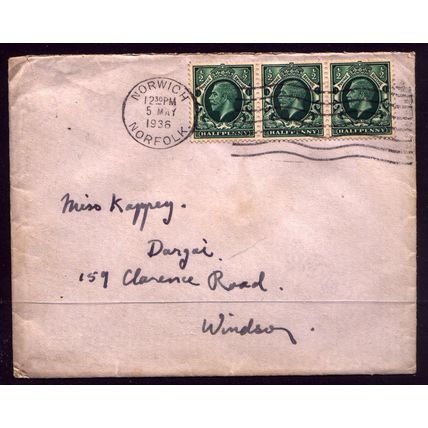 NORWICH
12 30 PM
5 MAY
1936
NORFOLK
HALFPENNY HALFPENNY HALFPENNY
Miss Kappey.
Dargai.
159 Clarence Road.
Windsor.